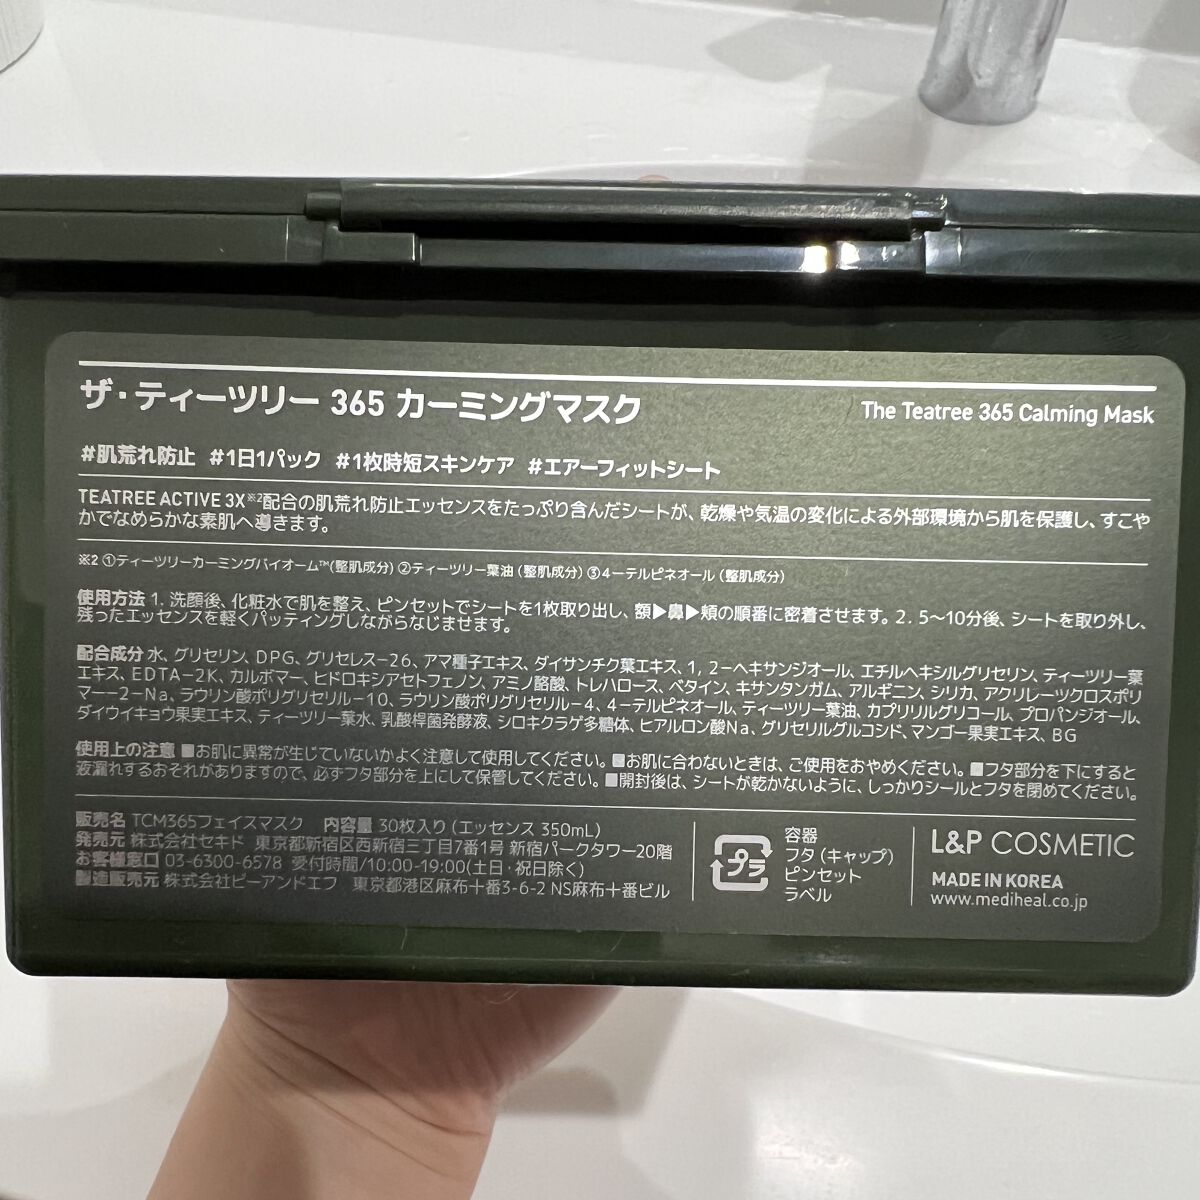 ザ・ティーツリー 365 カーミングマスク
The Teatree 365 Calming Mask
#肌荒れ防止 #1日1パック #1枚時短スキンケア #エアーフィットシート
TEATREE ACTIVE 3X※2配合の肌荒れ防止エッセンスをたっぷり含んだシートが、乾燥や気温の変化による外部環境から肌を保護し、すこや
かでなめらかな素肌へ導きます。
※2 ①ティーツリーカーミングバイオーム™(整肌成分) ②ティーツリー葉油 (整肌成分) ③4ーテルピネオール (整肌成分)
使用方法 1. 洗顔後、化粧水で肌を整え、ピンセットでシートを1枚取り出し、額▶鼻▶頬の順番に密着させます。2. 5〜10分後、シートを取り外し、
残ったエッセンスを軽くパッティングしながらなじませます。
配合成分 水、グリセリン、DPG、グリセレスー26、アマ種子エキス、ダイサンチク葉エキス、1, 2ーヘキサンジオール、エチルヘキシルグリセリン、ティーツリー葉
エキス、EDTAー2K、カルボマー、ヒドロキシアセトフェノン、アミノ酪酸、トレハロース、ベタイン、キサンタンガム、アルギニン、シリカ、アクリレーツクロスポリ
マーー2ーNa、ラウリン酸ポリグリセリルー10、ラウリン酸ポリグリセリルー4、4ーテルピネオール、ティーツリー葉油、カプリリルグリコール、プロパンジオール、
ダイウイキョウ果実エキス、ティーツリー葉水、乳酸桿菌発酵液、シロキクラゲ多糖体、ヒアルロン酸Na、グリセリルグルコシド、マンゴー果実エキス、BG
使用上の注意 ■お肌に異常が生じていないかよく注意して使用してください。■お肌に合わないときは、ご使用をおやめください。■フタ部分を下にすると
液漏れするおそれがありますので、必ずフタ部分を上にして保管してください。■開封後は、シートが乾かないように、しっかりシールとフタを閉めてください。
販売名 TCM365フェイスマスク 内容量 30枚入り (エッセンス 350mL)
発売元 株式会社セキド 東京都新宿区西新宿三丁目7番1号 新宿パークタワー20階
お客様窓口 03-6300-6578 受付時間/10:00-19:00(土日・祝日除く)
製造販売元 株式会社ピーアンドエフ 東京都港区麻布十番3-6-2 NS麻布十番ビル
プラ
容器
フタ (キャップ)
ピンセット
ラベル
L&P COSMETIC
MADE IN KOREA
www.mediheal.co.jp